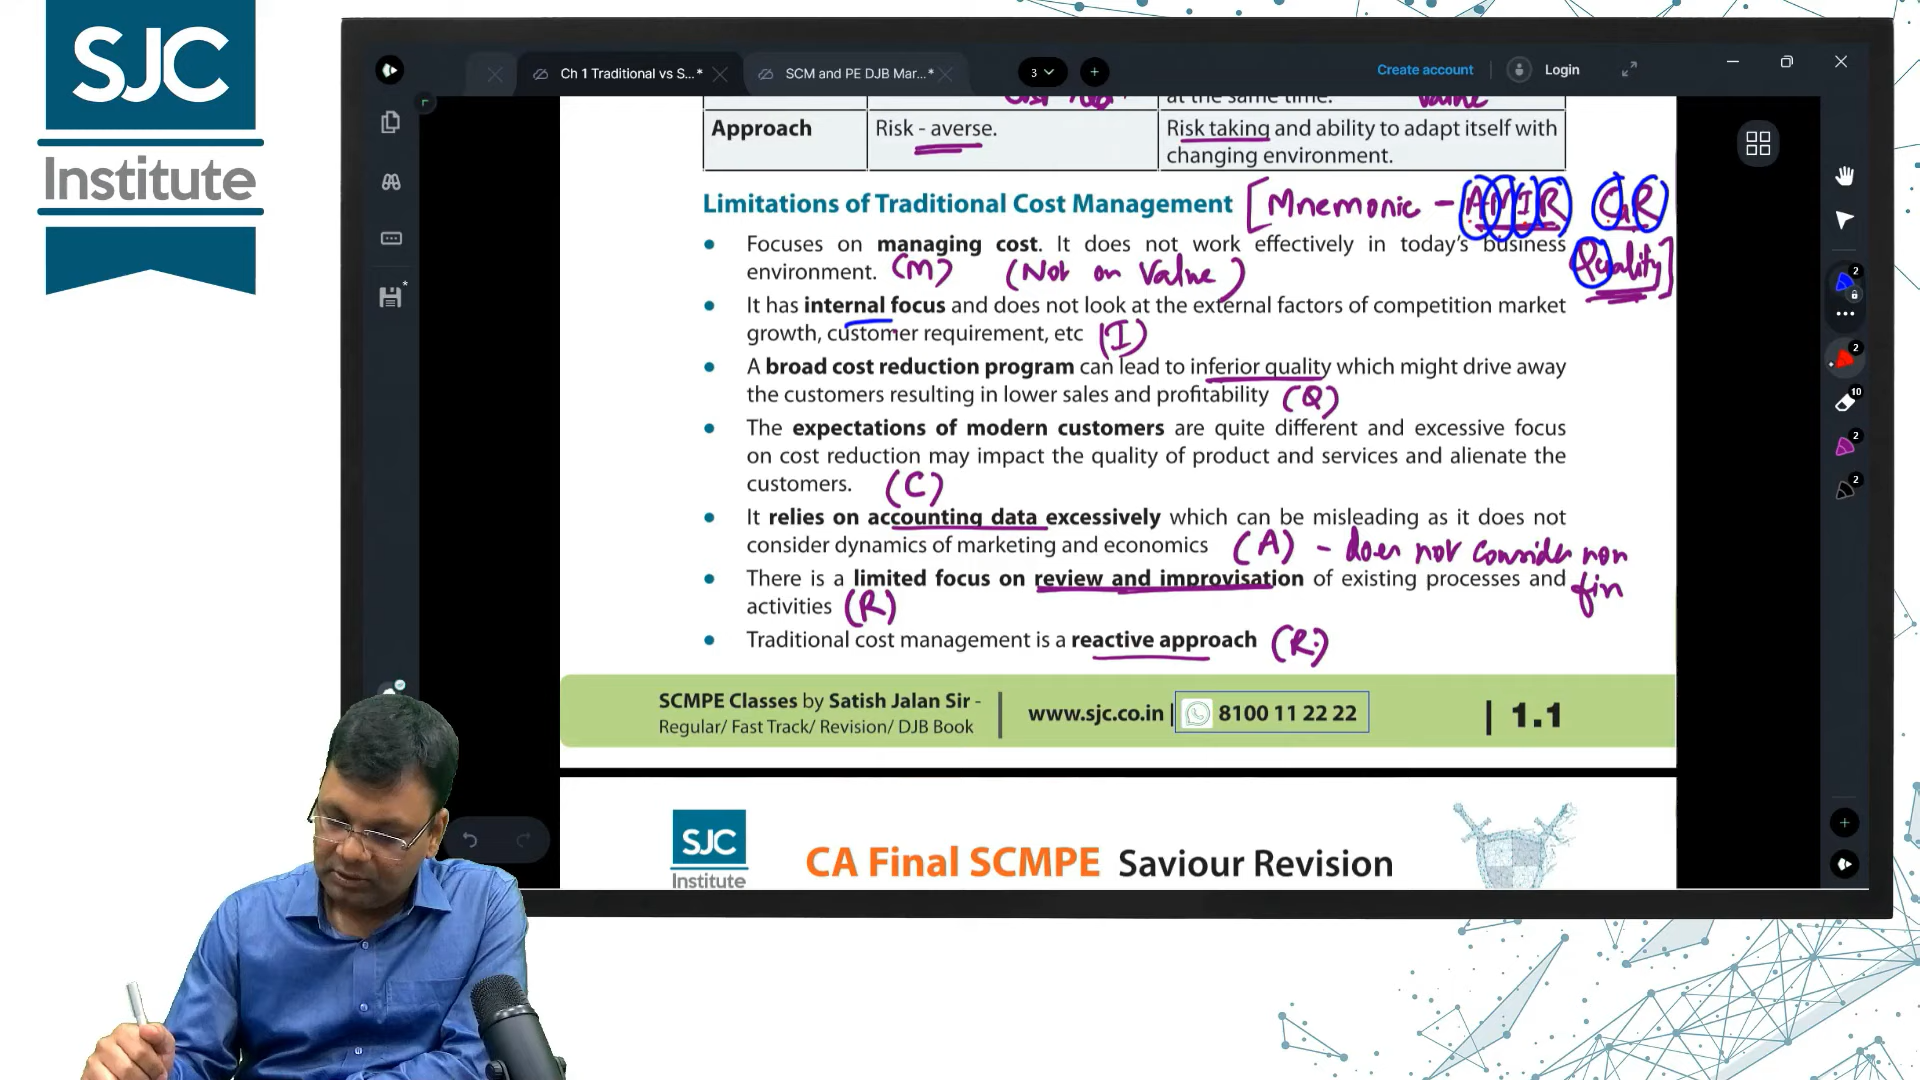 SJC
Institute
Ch 1 Traditional vs S...*
SCM and PE DJB Mar...*
3
Create account
Login
at the same time.
Value
Approach
Risk - averse.
Risk taking and ability to adapt itself with
changing environment.
Limitations of Traditional Cost Management [Mnemonic - AMIR
Quality]
• Focuses on managing cost. It does not work effectively in today's business
environment. (M) (Not on Value)
• It has internal focus and does not look at the external factors of competition market
growth, customer requirement, etc (I)
• A broad cost reduction program can lead to inferior quality which might drive away
the customers resulting in lower sales and profitability (Q)
• The expectations of modern customers are quite different and excessive focus
on cost reduction may impact the quality of product and services and alienate the
customers. (C)
• It relies on accounting data excessively which can be misleading as it does not
consider dynamics of marketing and economics (A) - does not consider non
fin
• There is a limited focus on review and improvisation of existing processes and
activities (R)
• Traditional cost management is a reactive approach (R)
SCMPE Classes by Satish Jalan Sir -
Regular/ Fast Track/ Revision/ DJB Book
www.sjc.co.in | 8100 11 22 22
| 1.1
SJC
Institute
CA Final SCMPE Saviour Revision
2
2
10
2
2